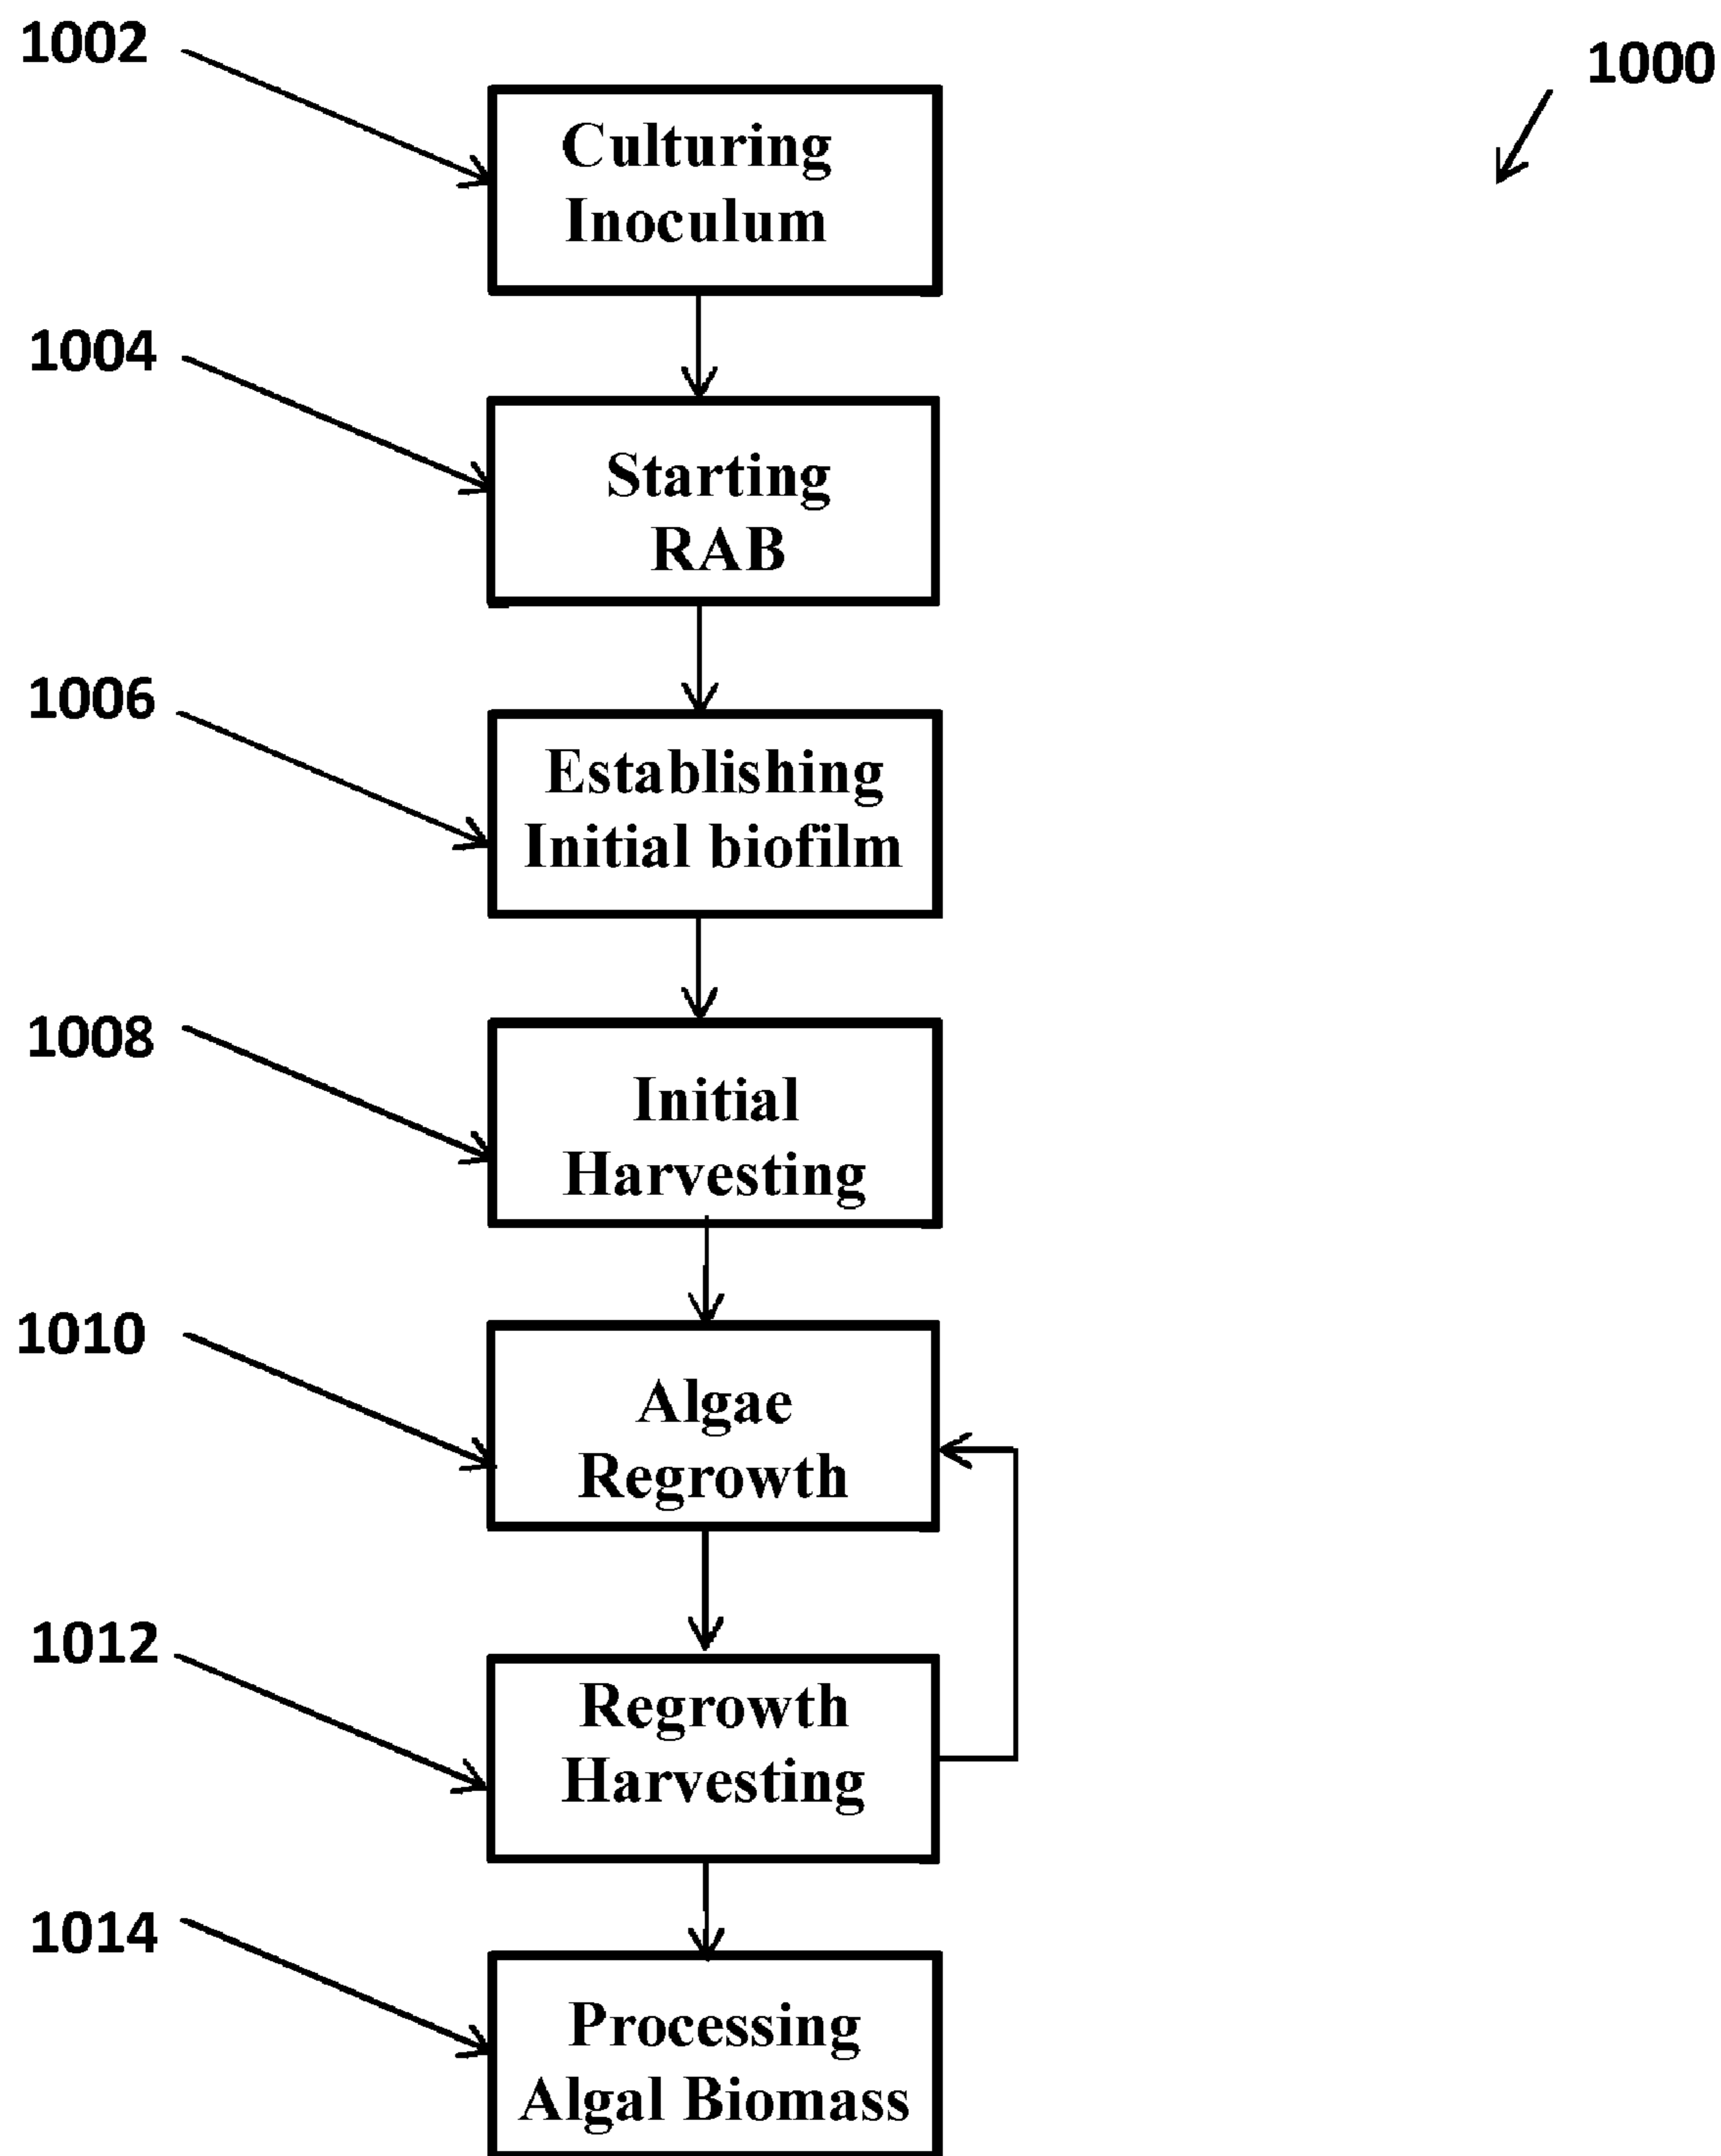 1002
1000
Culturing
Inoculum
1004
Starting
RAB
1006
Establishing
Initial biofilm
1008
Initial
Harvesting
1010
Algae
Regrowth
1012
Regrowth
Harvesting
1014
Processing
Algal Biomass